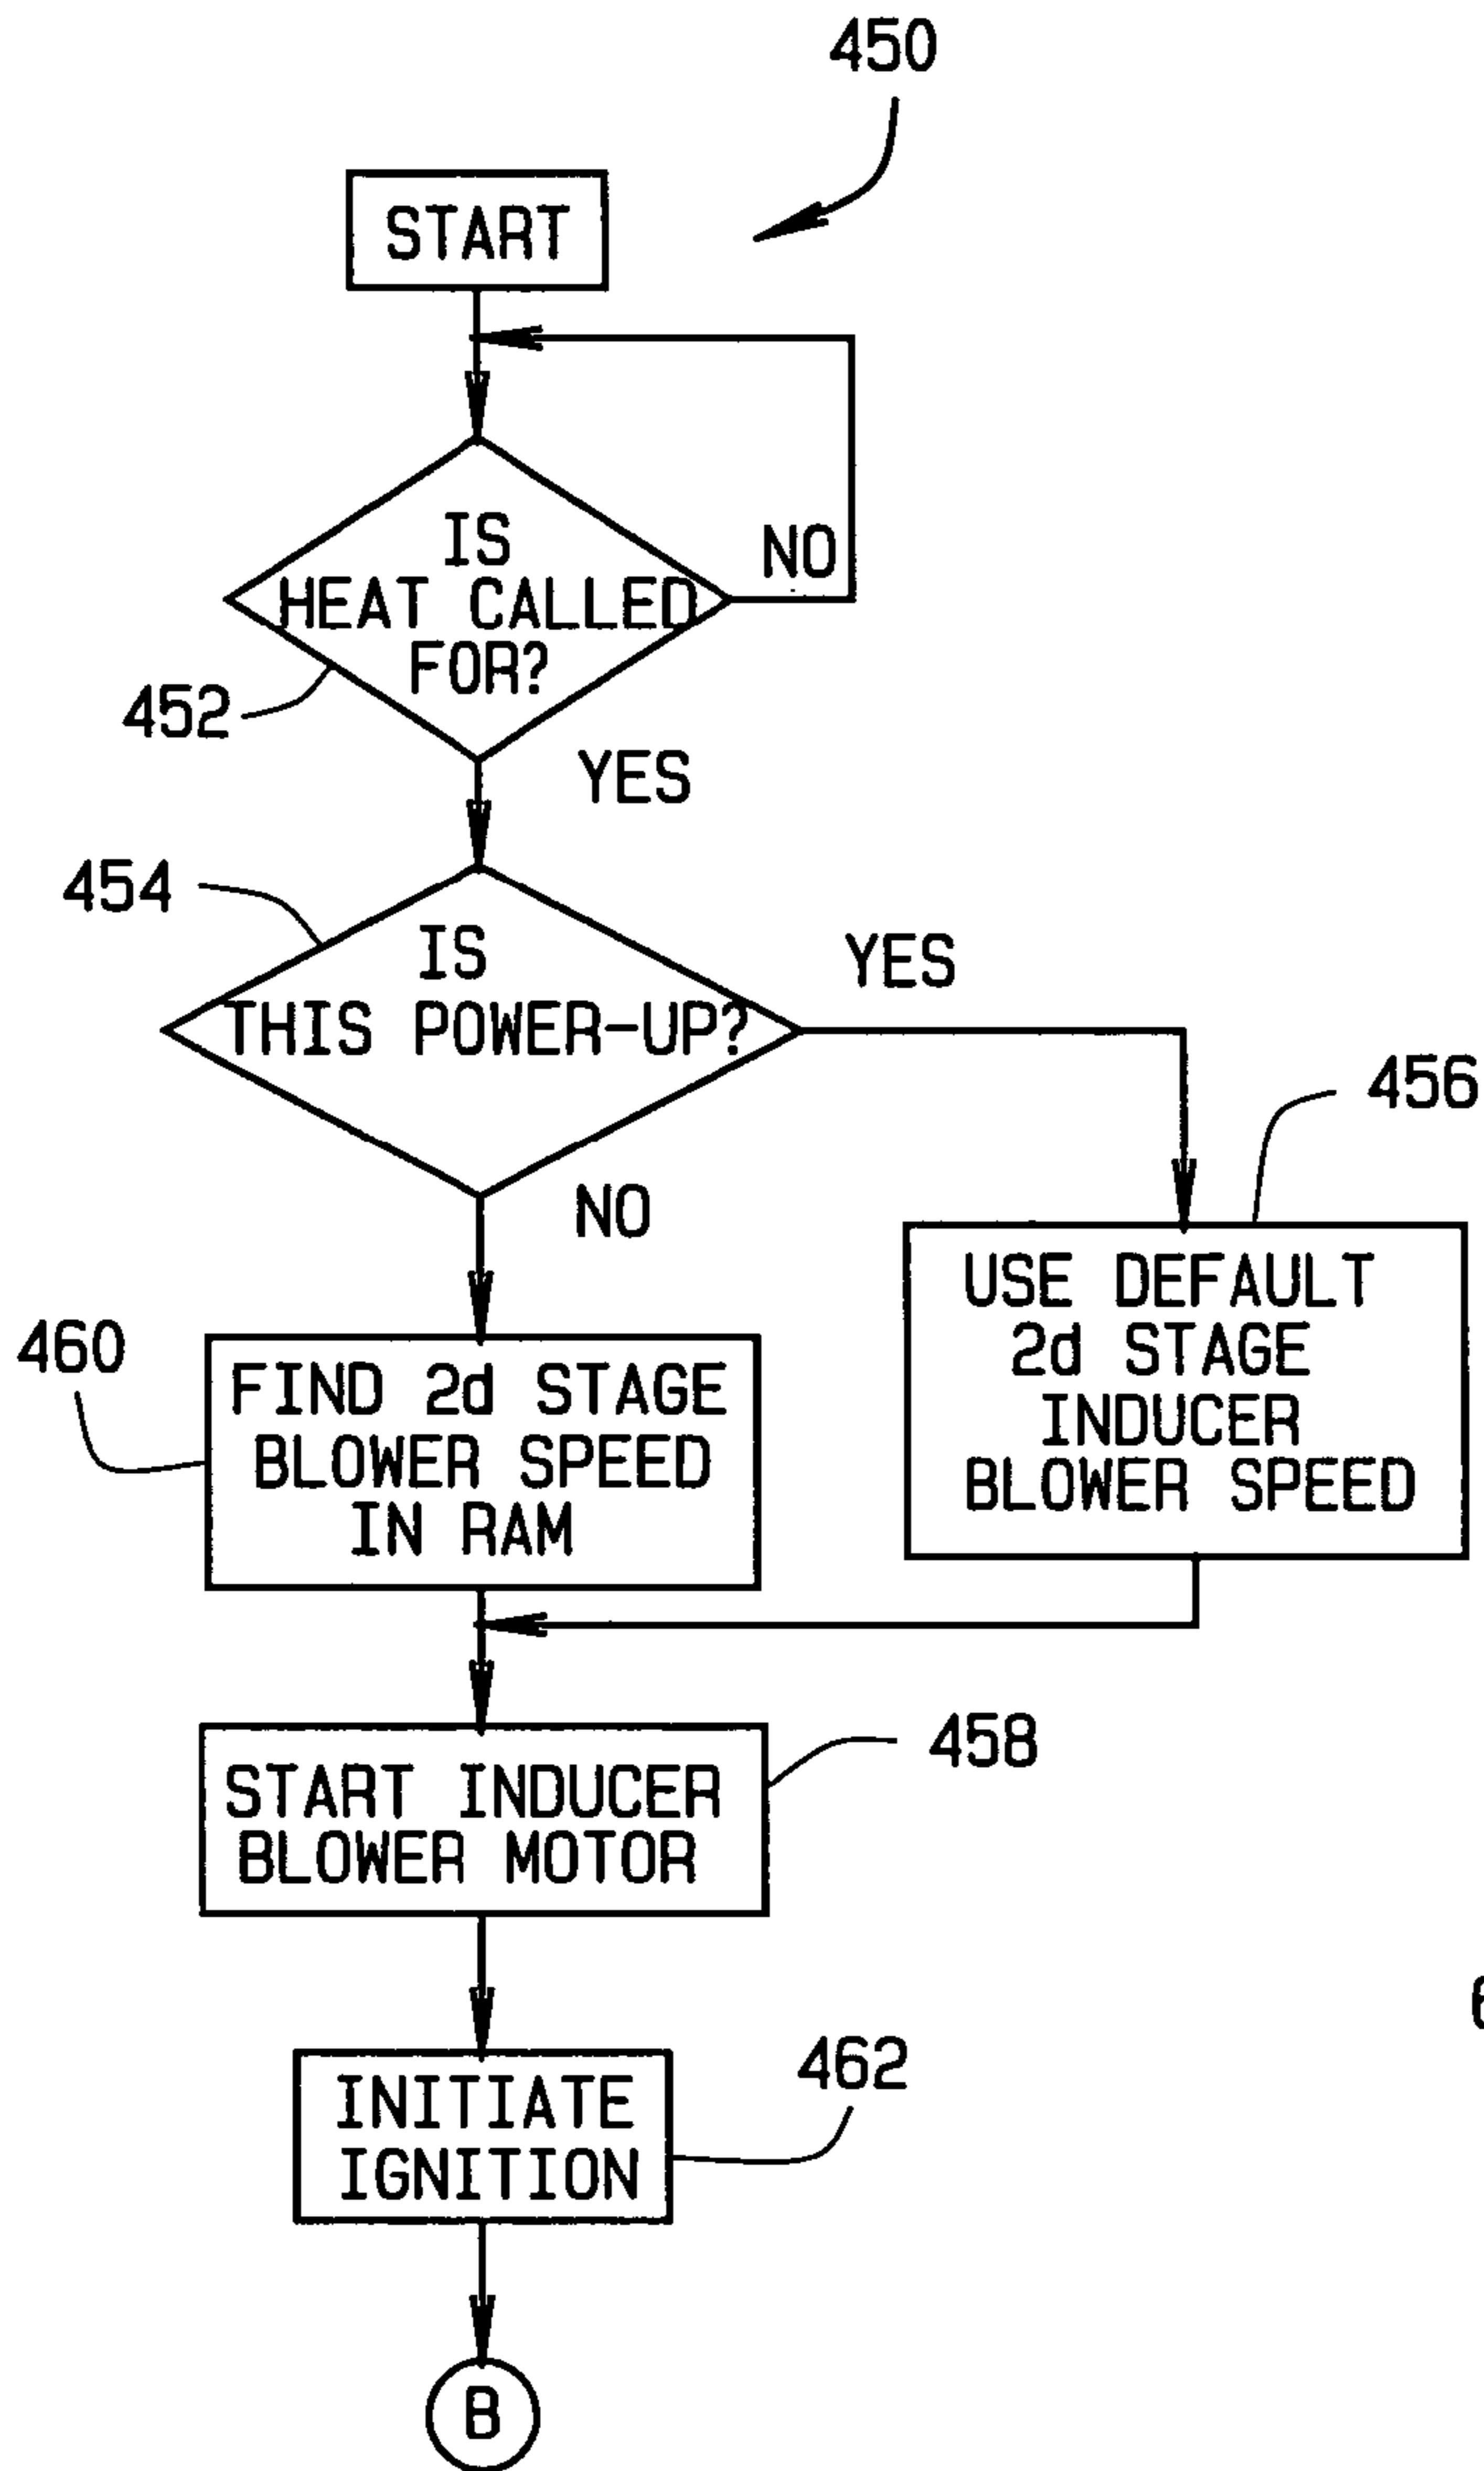 450
START
IS
HEAT CALLED
FOR?
NO
452
YES
454
IS
THIS POWER-UP?
YES
456
NO
USE DEFAULT
2d STAGE
INDUCER
BLOWER SPEED
460
FIND 2d STAGE
BLOWER SPEED
IN RAM
458
START INDUCER
BLOWER MOTOR
462
INITIATE
IGNITION
B